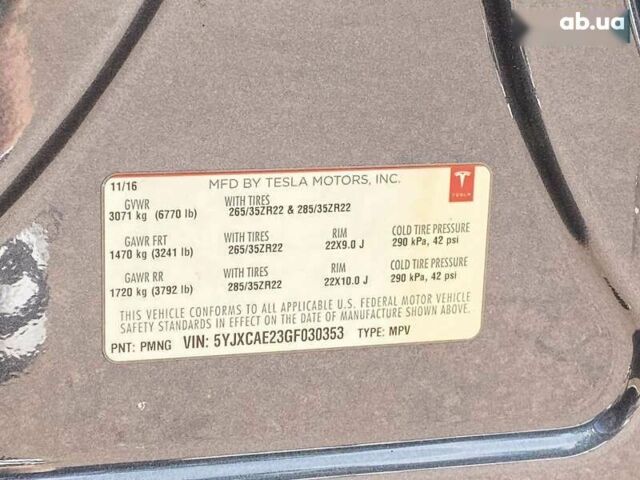 ab.ua
11/16 MFD BY TESLA MOTORS, INC.
TESLA
GVWR WITH TIRES
3071 kg (6770 lb) 265/35ZR22 & 285/35ZR22
GAWR FRT WITH TIRES RIM COLD TIRE PRESSURE
1470 kg (3241 lb) 265/35ZR22 22X9.0 J 290 kPa, 42 psi
GAWR RR WITH TIRES RIM COLD TIRE PRESSURE
1720 kg (3792 lb) 285/35ZR22 22X10.0 J 290 kPa, 42 psi
THIS VEHICLE CONFORMS TO ALL APPLICABLE U.S. FEDERAL MOTOR VEHICLE
SAFETY STANDARDS IN EFFECT ON THE DATE OF MANUFACTURE SHOWN ABOVE.
PNT: PMNG VIN: 5YJXCAE23GF030353 TYPE: MPV